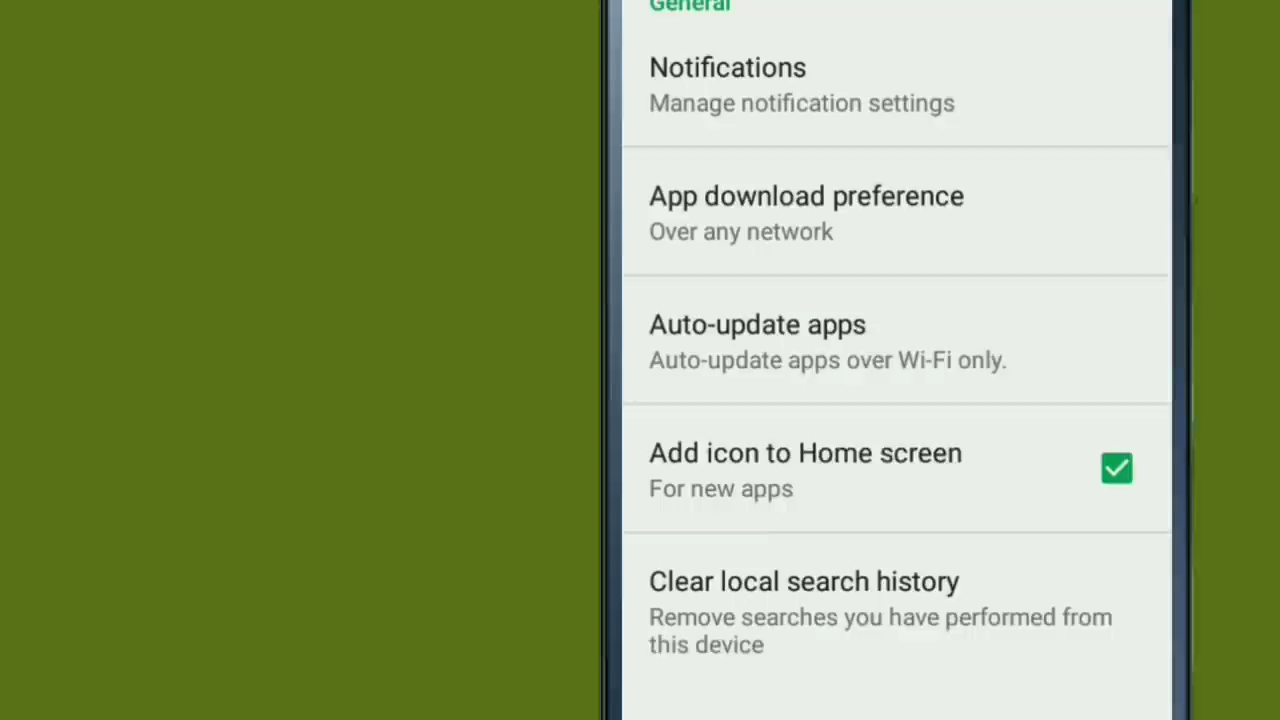 General
Notifications
Manage notification settings
App download preference
Over any network
Auto-update apps
Auto-update apps over Wi-Fi only.
Add icon to Home screen
For new apps
Clear local search history
Remove searches you have performed from
this device